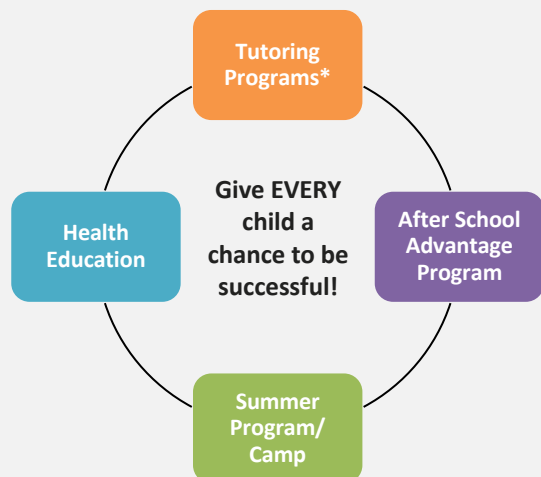 Tutoring
Programs*
Give EVERY
child a
chance to be
successful!
Health
Education
After School
Advantage
Program
Summer
Program/
Camp